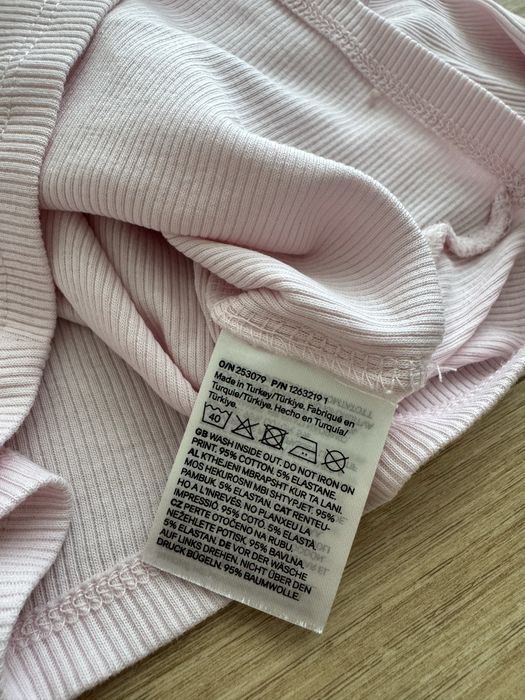 O/N 253079 P/N 1263219 1
Made in Turkey/Türkiye. Fabriqué en
Turquie/Türkiye. Hecho en Turquía/
Türkiye.
40
GB WASH INSIDE OUT. DO NOT IRON ON
PRINT. 95% COTTON. 5% ELASTANE.
AL KTHEJENI MBRAPSHT KUR TA LANI.
MOS HEKUROSNI MBI SHTYPJET. 95%
PAMBUK. 5% ELASTAN. CAT RENTEU-
HO A L'INREVÉS. NO PLANXEU LA
IMPRESSIÓ. 95% COTÓ. 5% ELASTÀ.
CZ PERTE OTOČENO NA RUBU.
NEŽEHLETE POTISK. 95% BAVLNA.
5% ELASTAN. DE VOR DER WÄSCHE
AUF LINKS DREHEN. NICHT ÜBER DEN
DRUCK BÜGELN. 95% BAUMWOLLE.